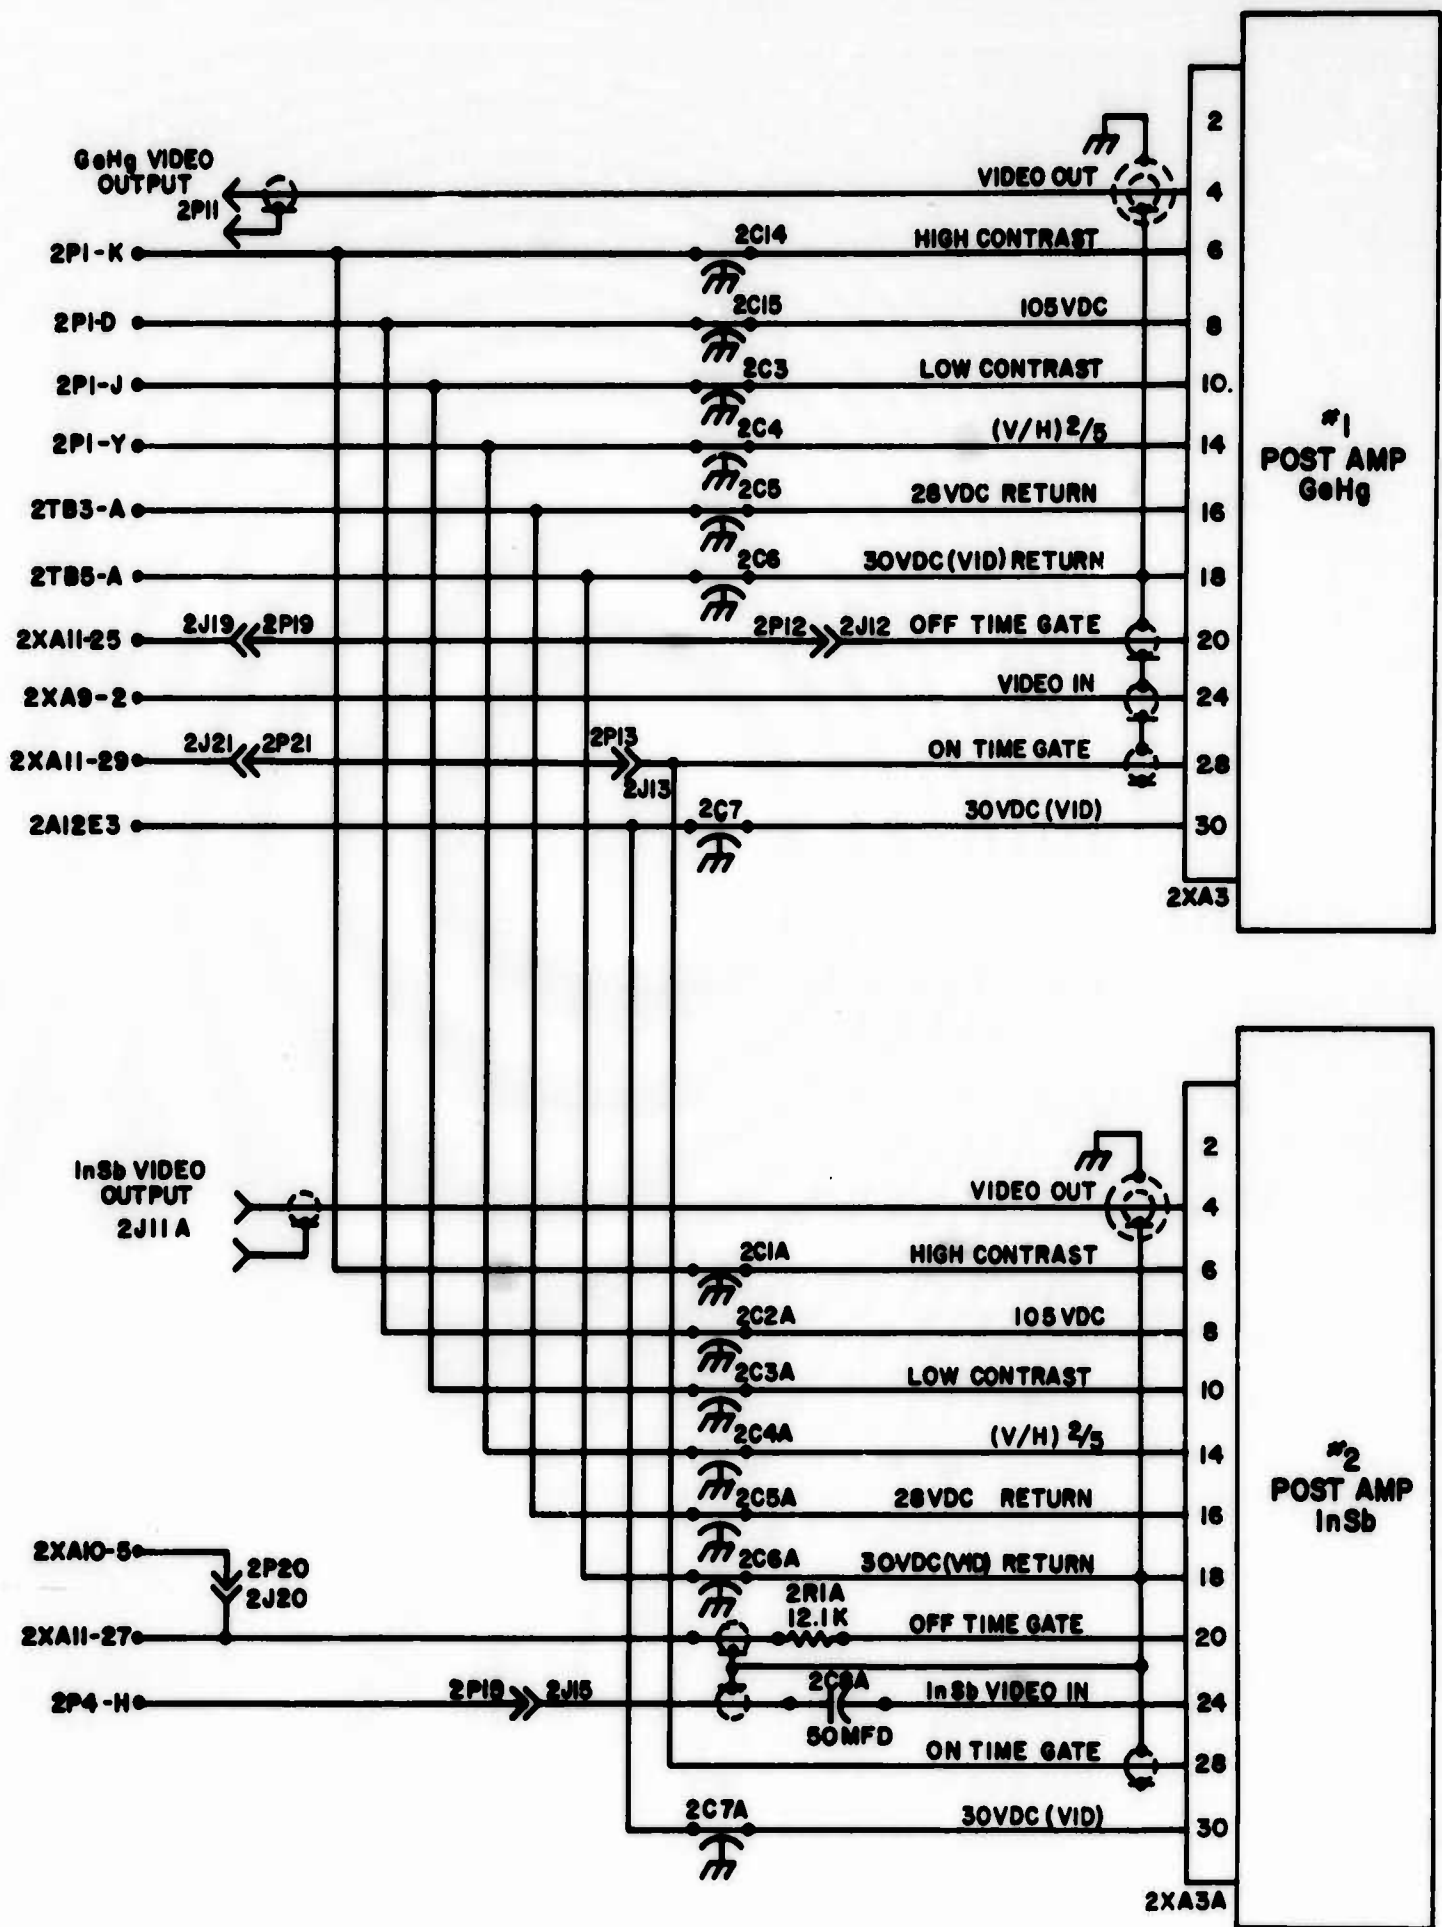 2
GeHg VIDEO
OUTPUT
2P11
VIDEO OUT
4
2P1-K
2C14
HIGH CONTRAST
6
2P1-D
2C15
105VDC
8
2P1-J
2C3
LOW CONTRAST
10.
2P1-Y
2C4
(V/H) 2/5
14
2TB3-A
2C5
28VDC RETURN
16
2TB5-A
2C6
30VDC(VID) RETURN
18
2XA11-25
2J19
2P19
2P12
2J12
OFF TIME GATE
20
2XA9-2
VIDEO IN
24
2XA11-29
2J21
2P21
2P13
2J13
ON TIME GATE
28
2A12E3
2C7
30VDC (VID)
30
2XA3
#1
POST AMP
GeHg
2
InSb VIDEO
OUTPUT
2J11A
VIDEO OUT
4
2C1A
HIGH CONTRAST
6
2C2A
105VDC
8
2C3A
LOW CONTRAST
10
2C4A
(V/H) 2/5
14
2C5A
28VDC RETURN
16
2XA10-5
2P20
2J20
2C6A
30VDC(VID) RETURN
18
2XA11-27
2R1A
12.1K
OFF TIME GATE
20
2P4-H
2P15
2J15
2C8A
50MFD
InSb VIDEO IN
24
ON TIME GATE
28
2C7A
30VDC (VID)
30
2XA3A
#2
POST AMP
InSb